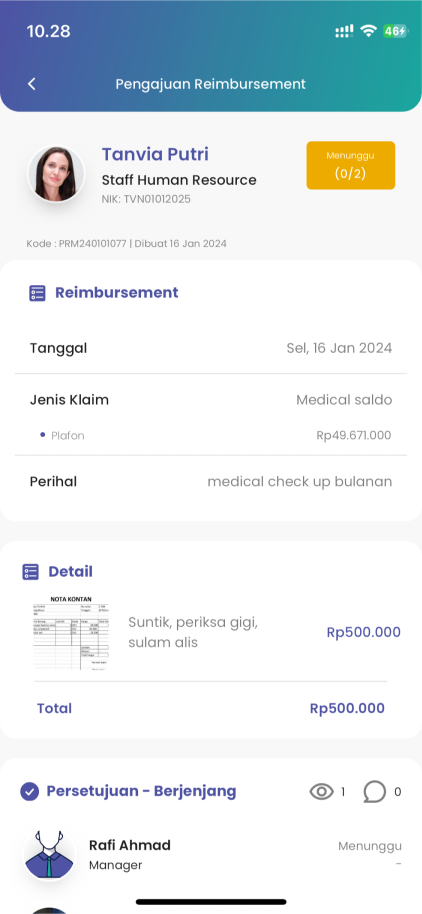 10.28
46
Pengajuan Reimbursement
Tanvia Putri
Staff Human Resource
NIK: TVN01012025
Menunggu
(0/2)
Kode : PRM240101077 | Dibuat 16 Jan 2024
Reimbursement
Tanggal Sel, 16 Jan 2024
Jenis Klaim Medical saldo
• Plafon Rp49.671.000
Perihal medical check up bulanan
Detail
NOTA KONTAN
Suntik, periksa gigi,
sulam alis
Rp500.000
Total Rp500.000
Persetujuan - Berjenjang 1 0
Rafi Ahmad Menunggu
Manager -